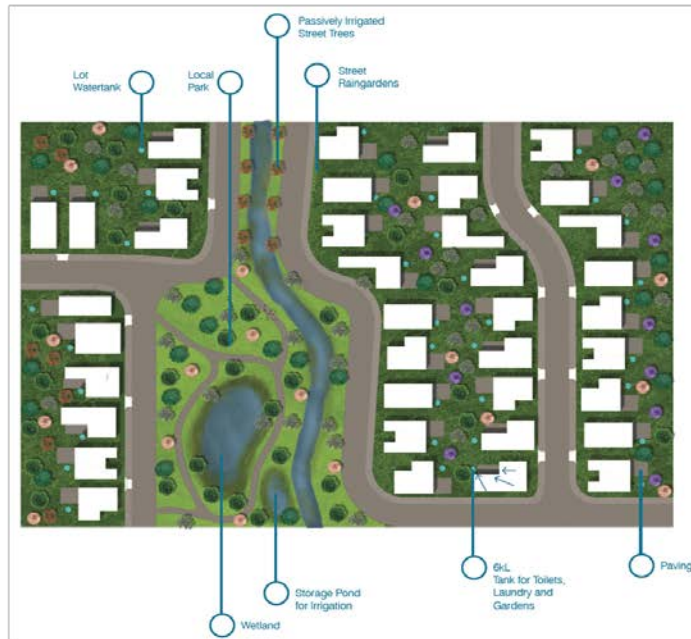 Passively Irrigated
Street Trees
Lot
Watertank
Local
Park
Street
Raingardens
6kL
Tank for Toilets,
Laundry and
Gardens
Paving
Storage Pond
for Irrigation
Wetland